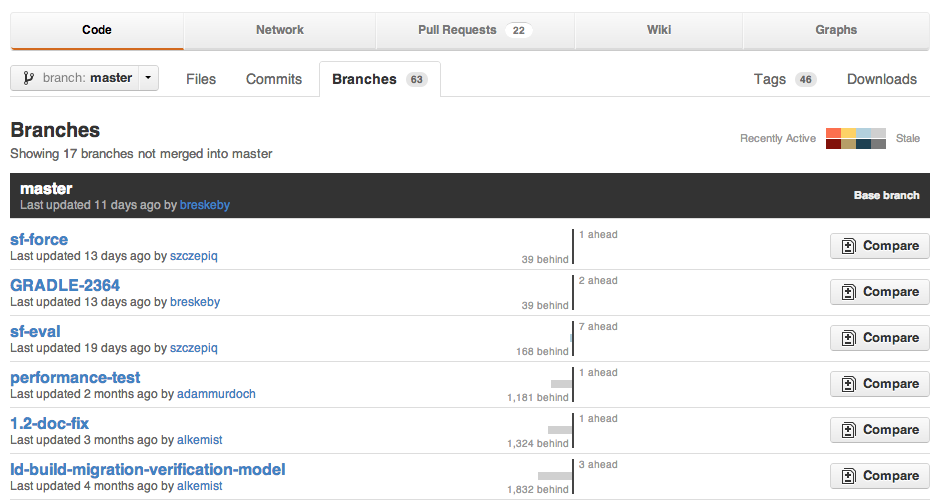 Code Network Pull Requests 22 Wiki Graphs
branch: master Files Commits Branches 63 Tags 46 Downloads
Branches
Showing 17 branches not merged into master
Recently Active Stale
master
Last updated 11 days ago by breskeby
Base branch
sf-force
Last updated 13 days ago by szczepiq
1 ahead
39 behind
Compare
GRADLE-2364
Last updated 13 days ago by breskeby
2 ahead
39 behind
Compare
sf-eval
Last updated 19 days ago by szczepiq
7 ahead
168 behind
Compare
performance-test
Last updated 2 months ago by adammurdoch
1 ahead
1,181 behind
Compare
1.2-doc-fix
Last updated 3 months ago by alkemist
1 ahead
1,324 behind
Compare
ld-build-migration-verification-model
Last updated 4 months ago by alkemist
3 ahead
1,832 behind
Compare